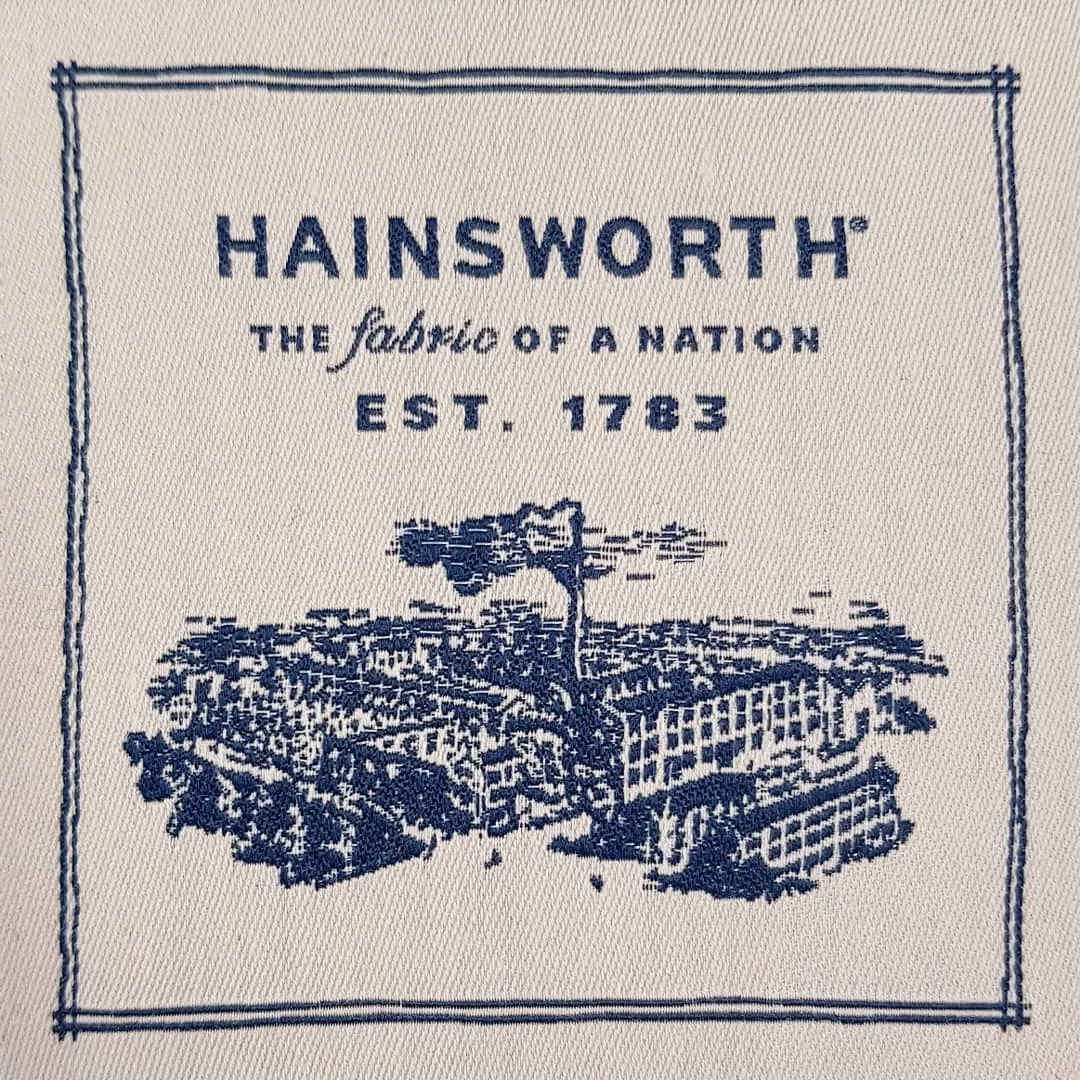 HAINSWORTH®
THE fabric OF A NATION
EST. 1783